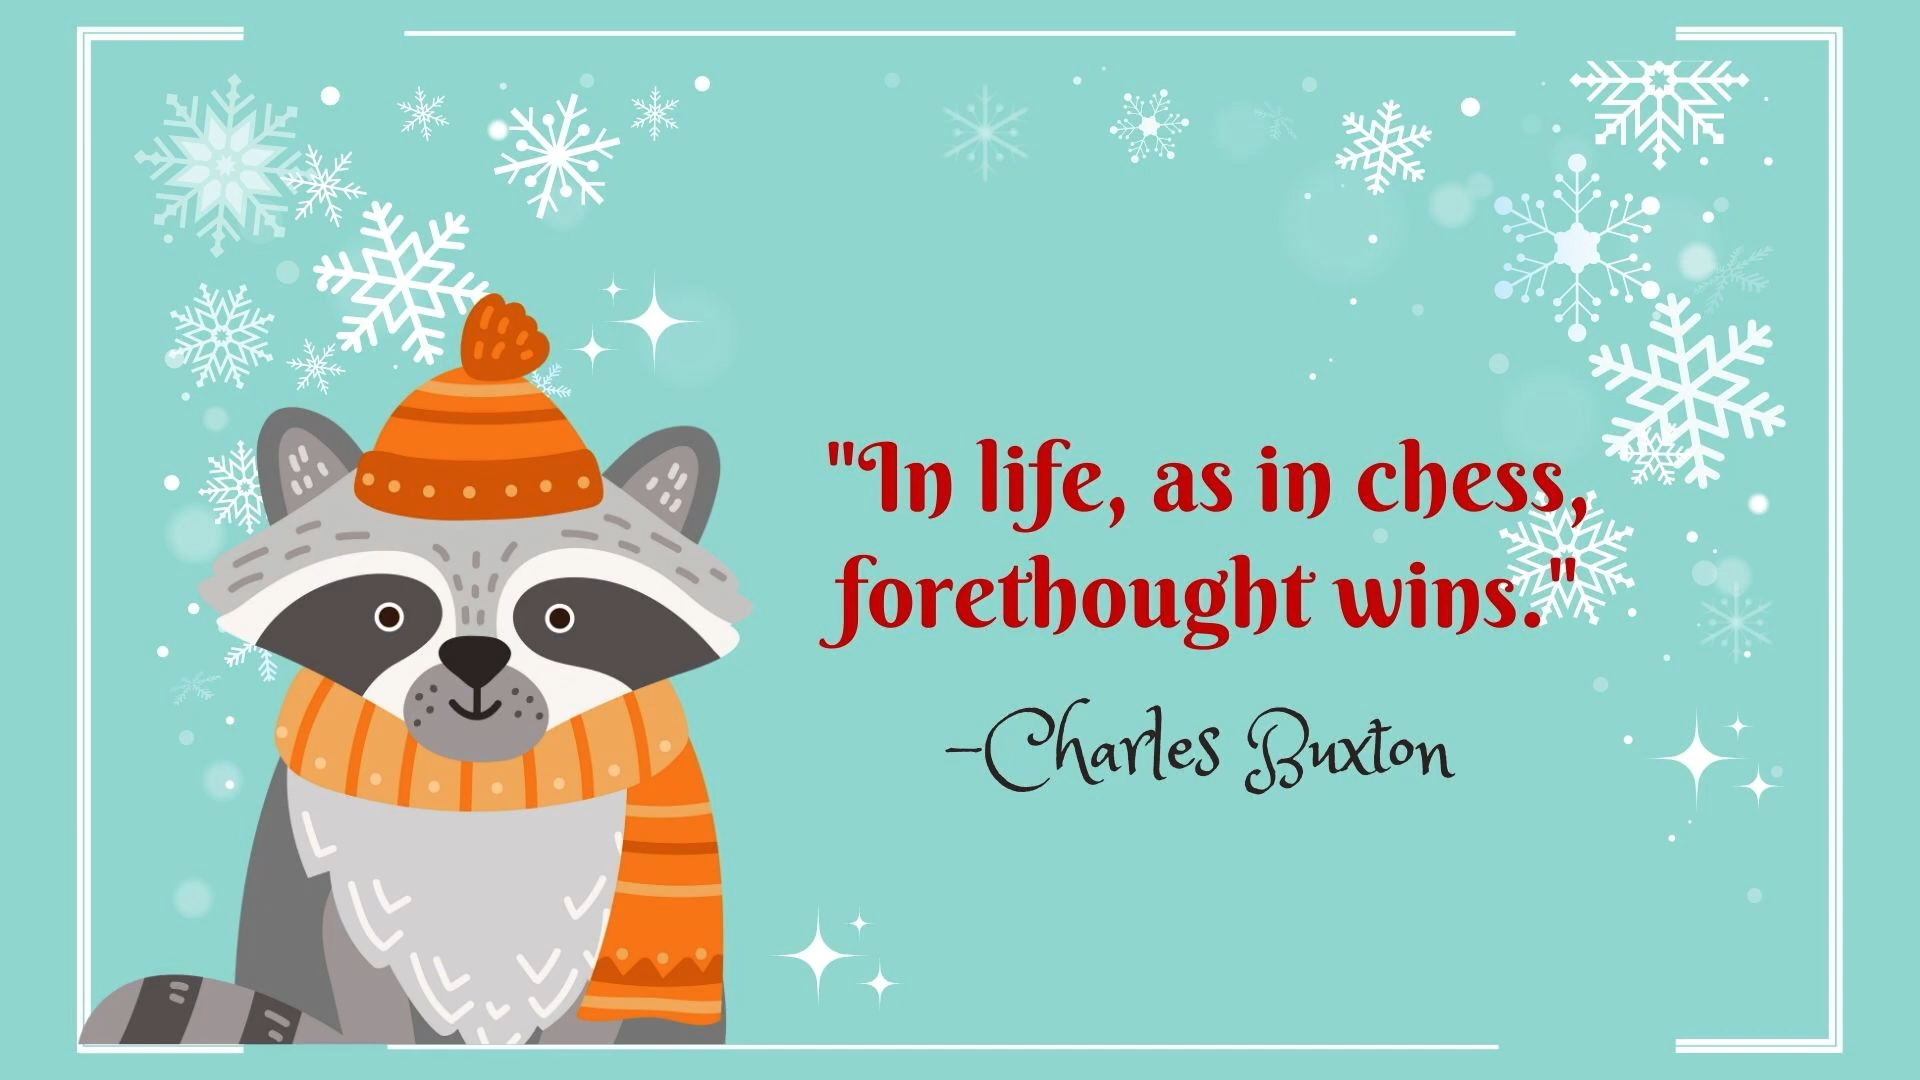 "In life, as in chess,
forethought wins."
–Charles Buxton